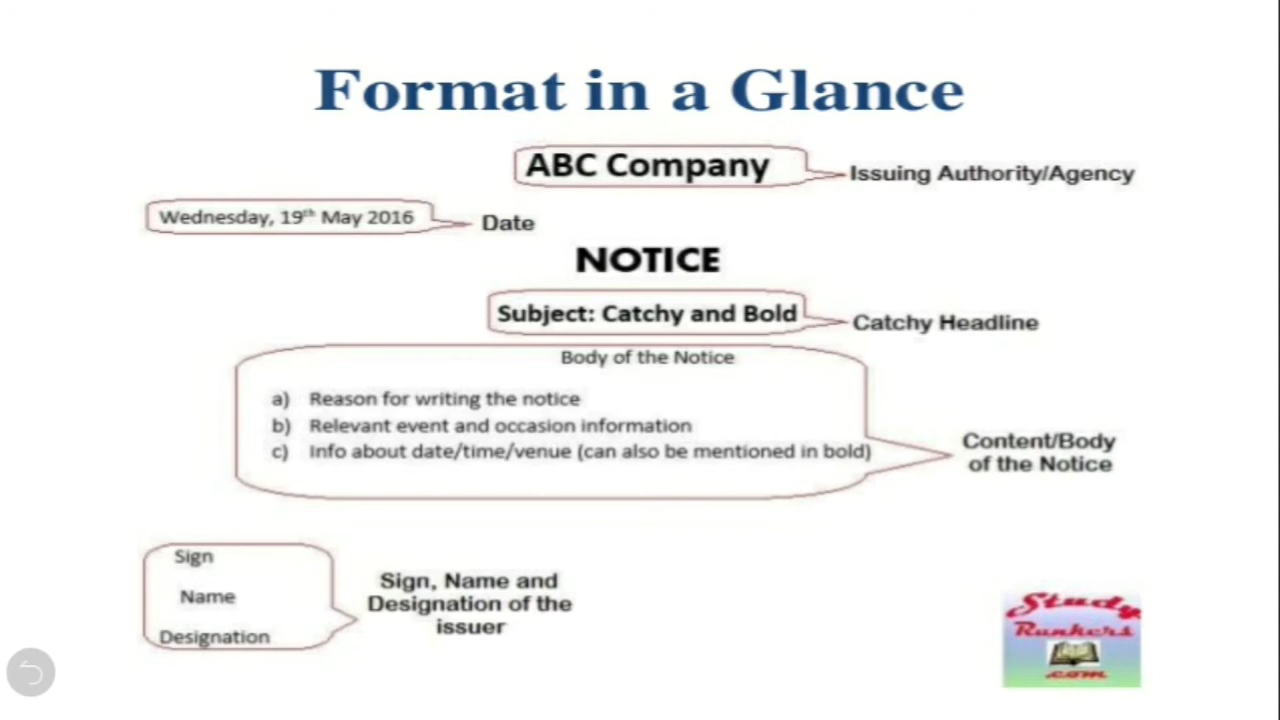 Format in a Glance
ABC Company
Issuing Authority/Agency
Wednesday, 19th May 2016
Date
NOTICE
Subject: Catchy and Bold
Catchy Headline
Body of the Notice
a) Reason for writing the notice
b) Relevant event and occasion information
c) Info about date/time/venue (can also be mentioned in bold)
Content/Body
of the Notice
Sign
Name
Designation
Sign, Name and
Designation of the
issuer
Study
Rankers
.com